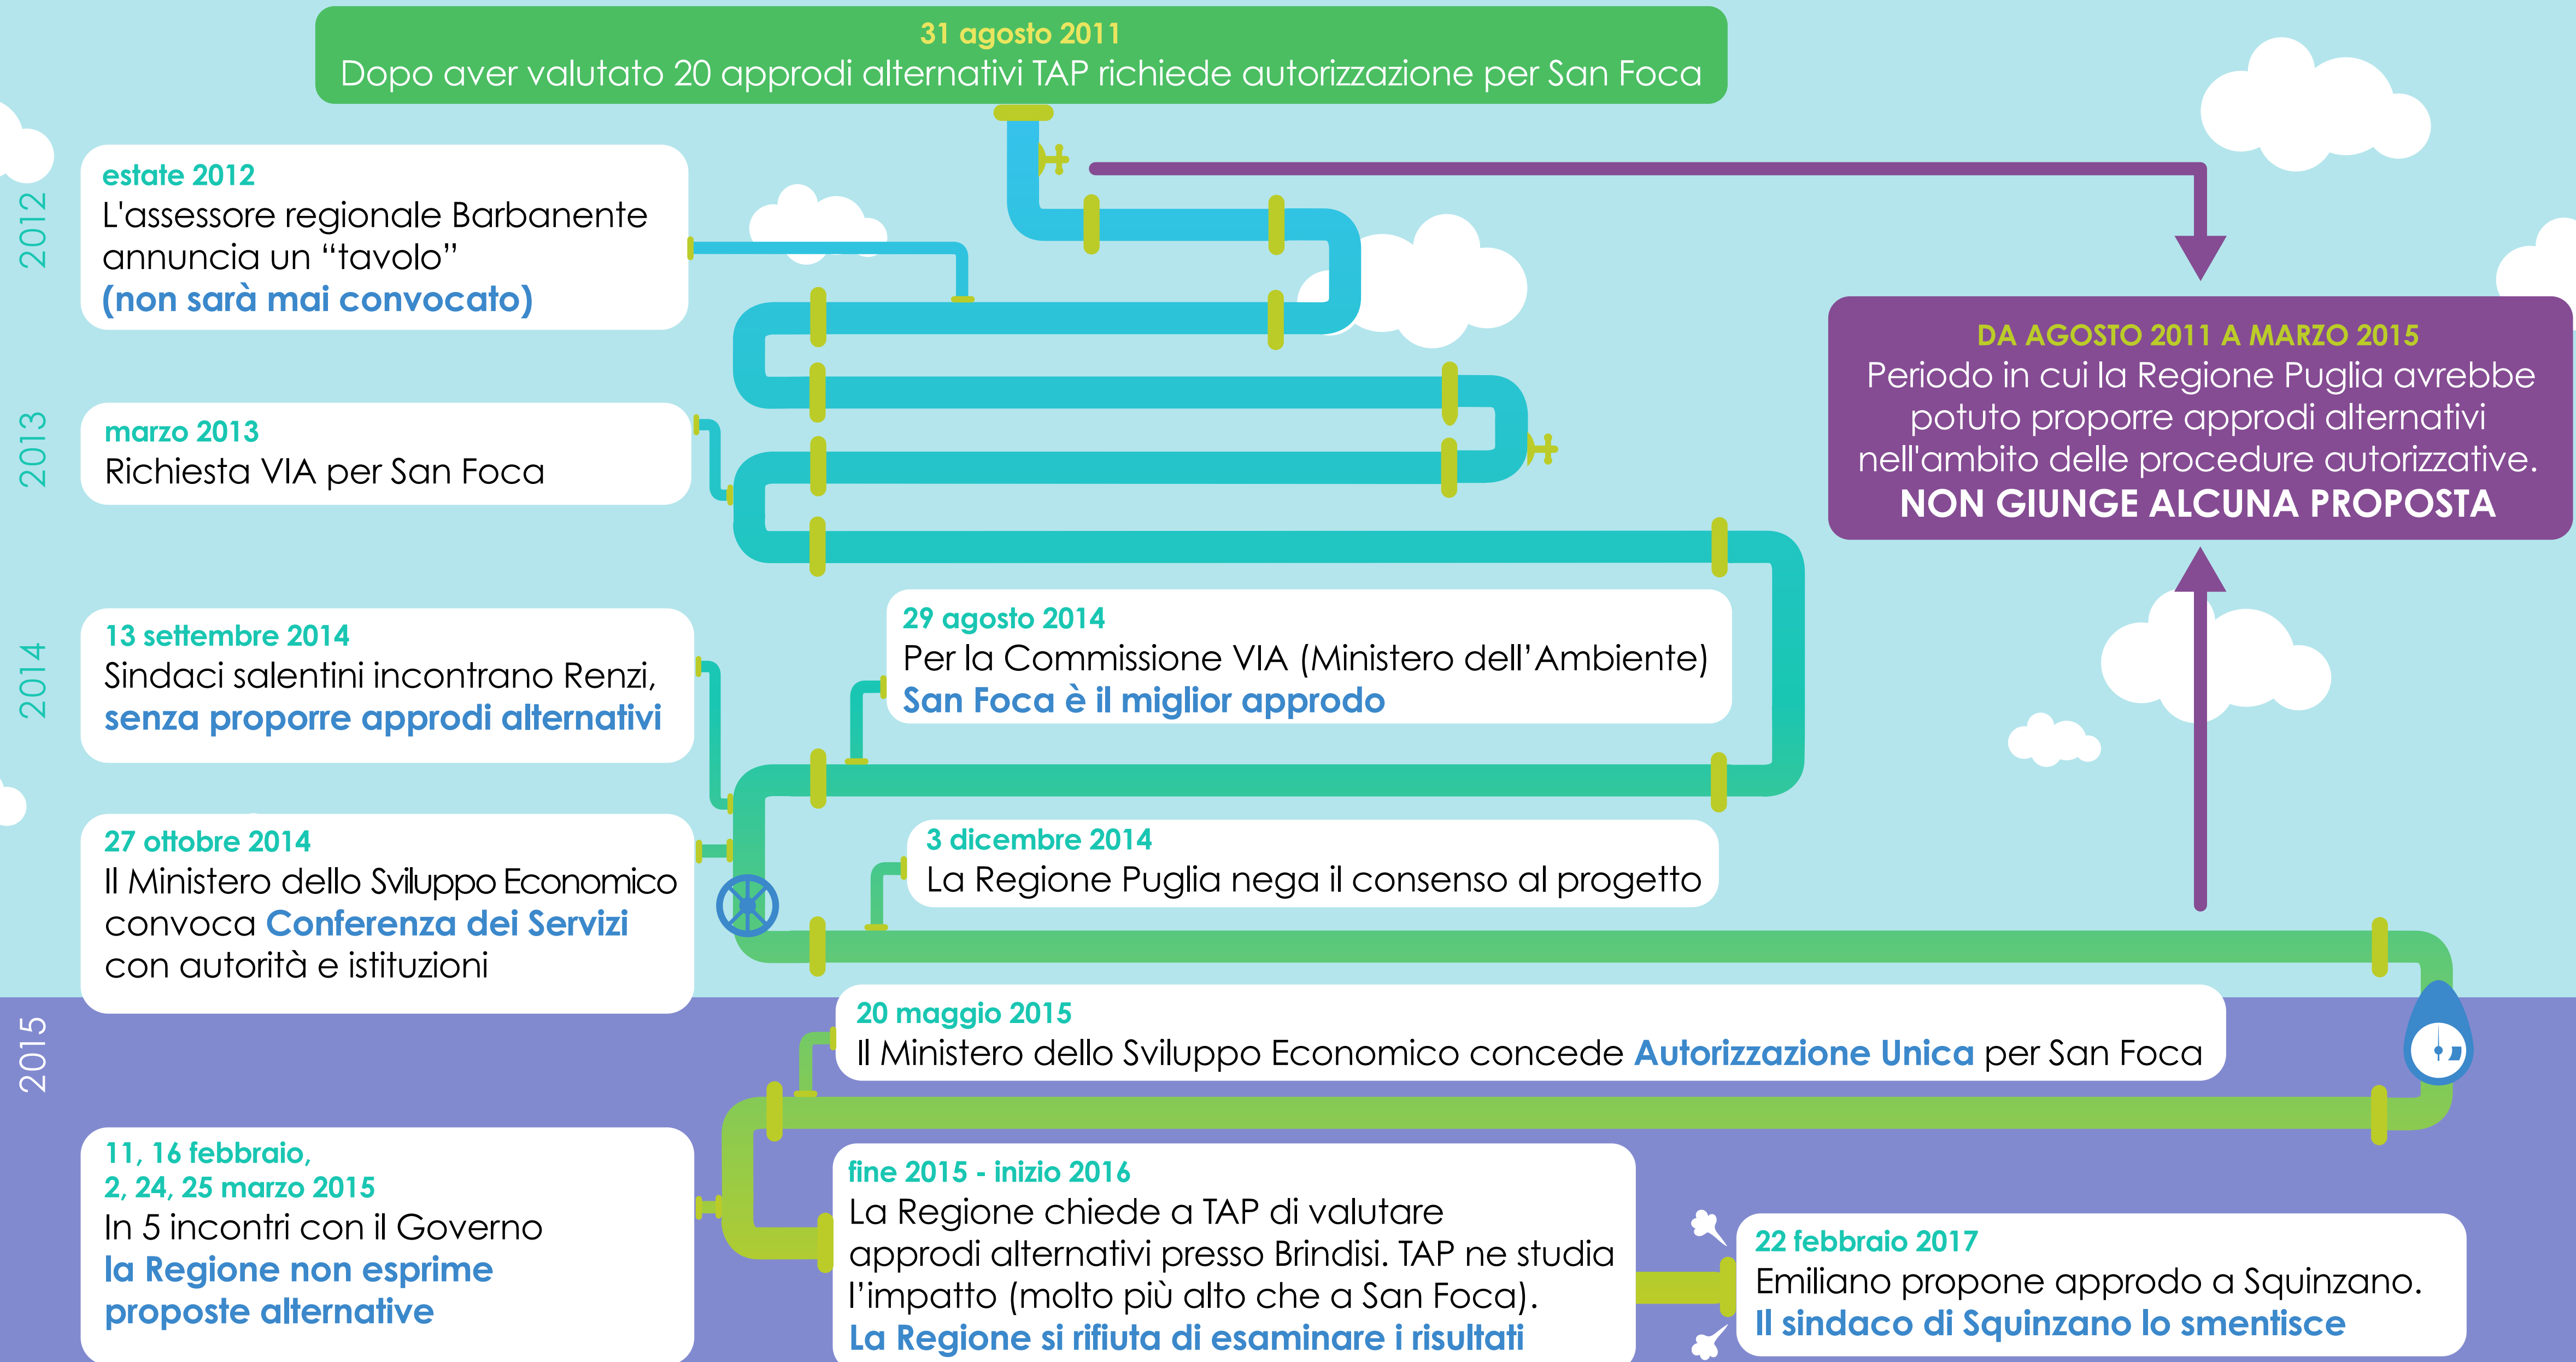 31 agosto 2011
Dopo aver valutato 20 approdi alternativi TAP richiede autorizzazione per San Foca
2012
estate 2012
L'assessore regionale Barbanente
annuncia un “tavolo”
(non sarà mai convocato)
DA AGOSTO 2011 A MARZO 2015
Periodo in cui la Regione Puglia avrebbe
potuto proporre approdi alternativi
nell'ambito delle procedure autorizzative.
NON GIUNGE ALCUNA PROPOSTA
2013
marzo 2013
Richiesta VIA per San Foca
2014
29 agosto 2014
Per la Commissione VIA (Ministero dell’Ambiente)
San Foca è il miglior approdo
13 settembre 2014
Sindaci salentini incontrano Renzi,
senza proporre approdi alternativi
27 ottobre 2014
Il Ministero dello Sviluppo Economico
convoca Conferenza dei Servizi
con autorità e istituzioni
3 dicembre 2014
La Regione Puglia nega il consenso al progetto
2015
20 maggio 2015
Il Ministero dello Sviluppo Economico concede Autorizzazione Unica per San Foca
11, 16 febbraio,
2, 24, 25 marzo 2015
In 5 incontri con il Governo
la Regione non esprime
proposte alternative
fine 2015 - inizio 2016
La Regione chiede a TAP di valutare
approdi alternativi presso Brindisi. TAP ne studia
l’impatto (molto più alto che a San Foca).
La Regione si rifiuta di esaminare i risultati
22 febbraio 2017
Emiliano propone approdo a Squinzano.
Il sindaco di Squinzano lo smentisce